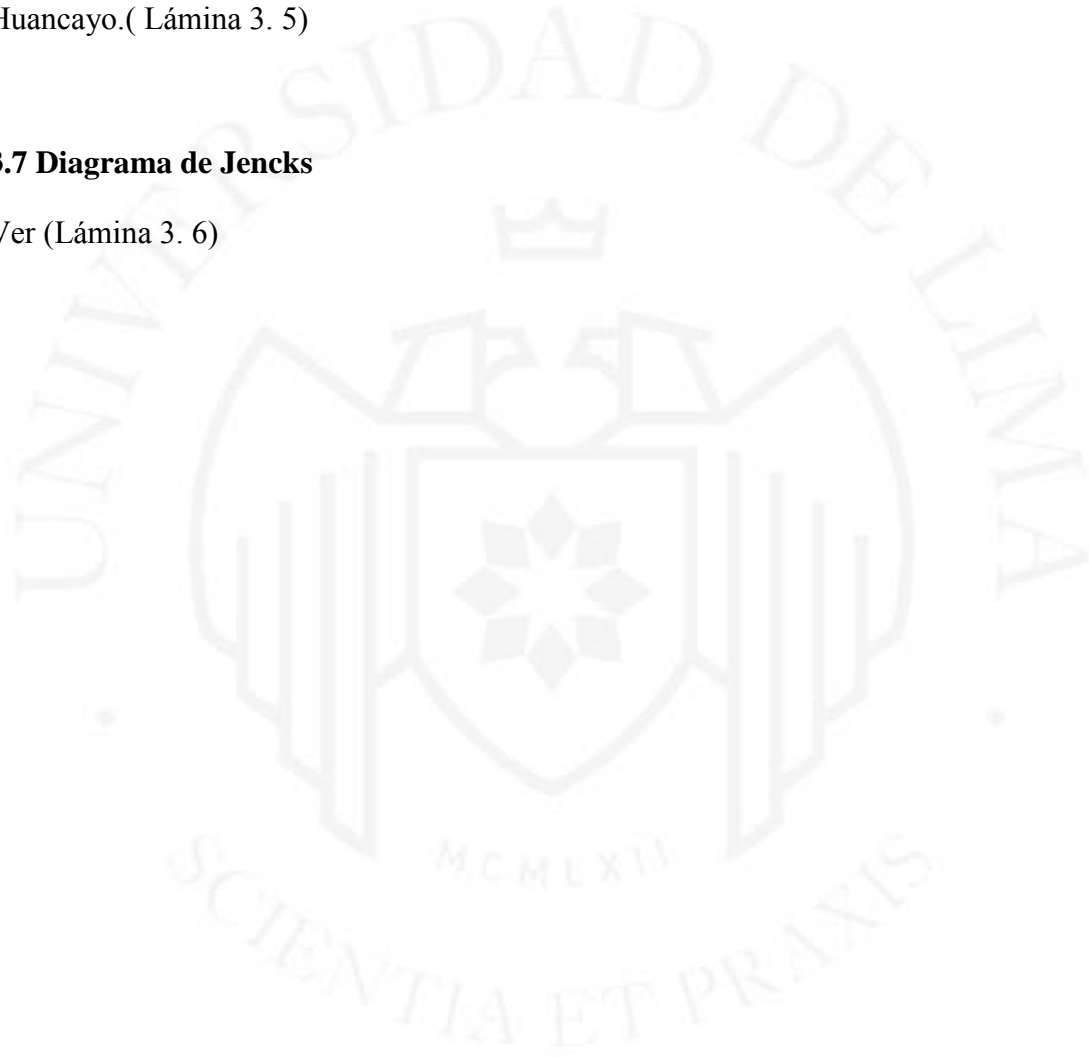 Huancayo.( Lámina 3. 5)
3.7 Diagrama de Jencks
Ver (Lámina 3. 6)
UNIVERSIDAD DE LIMA
MCMLXII
SCIENTIA ET PRAXIS